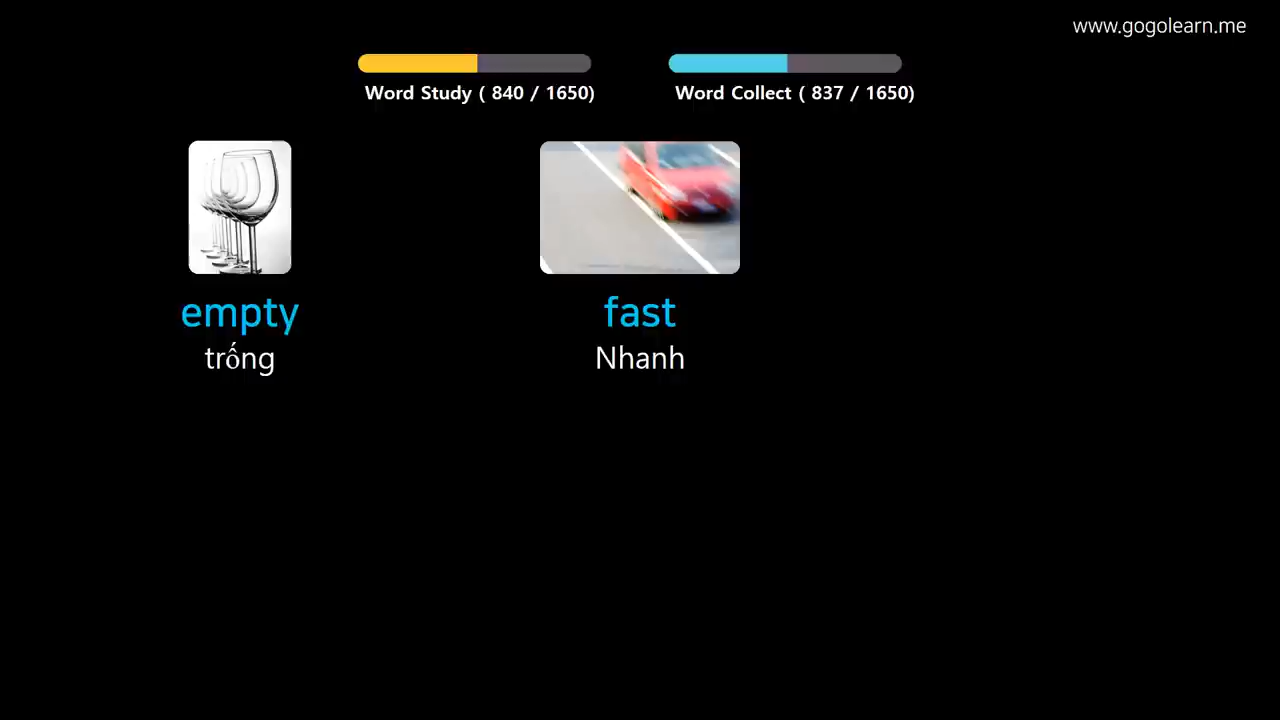 www.gogolearn.me
Word Study ( 840 / 1650)
Word Collect ( 837 / 1650)
empty
fast
trống
Nhanh